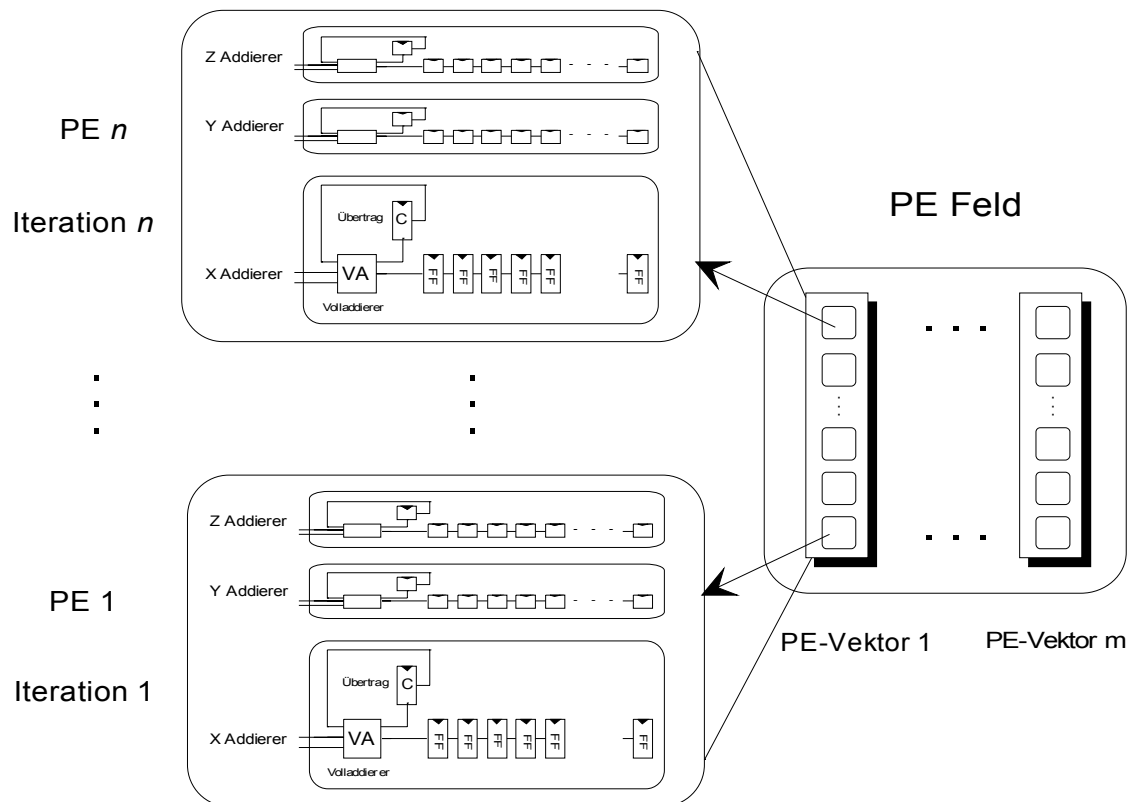 Z Addierer
Y Addierer
PE n
Iteration n
Übertrag
C
X Addierer
VA
FF FF FF FF FF FF
Volladdierer
PE Feld
PE-Vektor 1
PE-Vektor m
Z Addierer
Y Addierer
PE 1
Iteration 1
Übertrag
C
X Addierer
VA
FF FF FF FF FF FF
Volladdierer